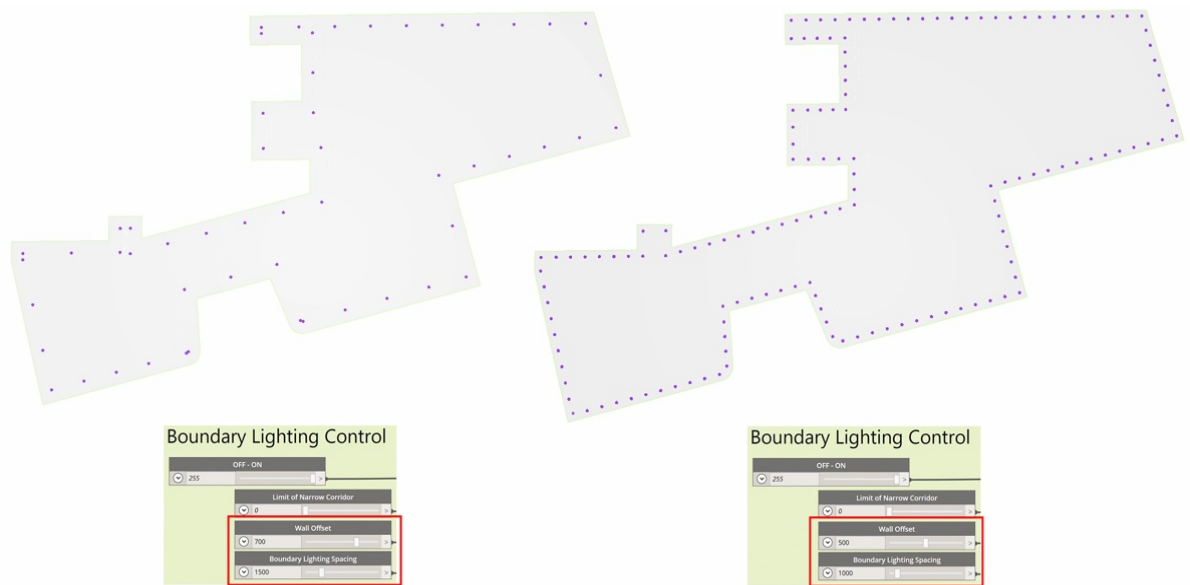 Boundary Lighting Control
OFF - ON
255
>
Limit of Narrow Corridor
0
>
Wall Offset
700
>
Boundary Lighting Spacing
1500
>
Boundary Lighting Control
OFF - ON
255
>
Limit of Narrow Corridor
0
>
Wall Offset
500
>
Boundary Lighting Spacing
1000
>